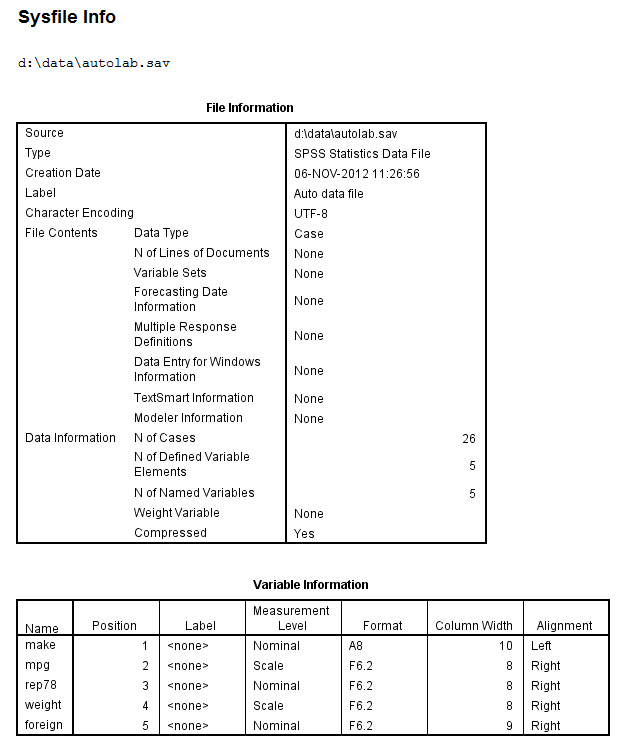 Sysfile Info
d:\data\autolab.sav
File Information
Source d:\data\autolab.sav
Type SPSS Statistics Data File
Creation Date 06-NOV-2012 11:26:56
Label Auto data file
Character Encoding UTF-8
File Contents Data Type Case
N of Lines of Documents None
Variable Sets None
Forecasting Date
Information None
Multiple Response
Definitions None
Data Entry for Windows
Information None
TextSmart Information None
Modeler Information None
Data Information N of Cases 26
N of Defined Variable
Elements 5
N of Named Variables 5
Weight Variable None
Compressed Yes
Variable Information
Name Position Label Measurement
Level Format Column Width Alignment
make 1 <none> Nominal A8 10 Left
mpg 2 <none> Scale F6.2 8 Right
rep78 3 <none> Nominal F6.2 8 Right
weight 4 <none> Scale F6.2 8 Right
foreign 5 <none> Nominal F6.2 9 Right